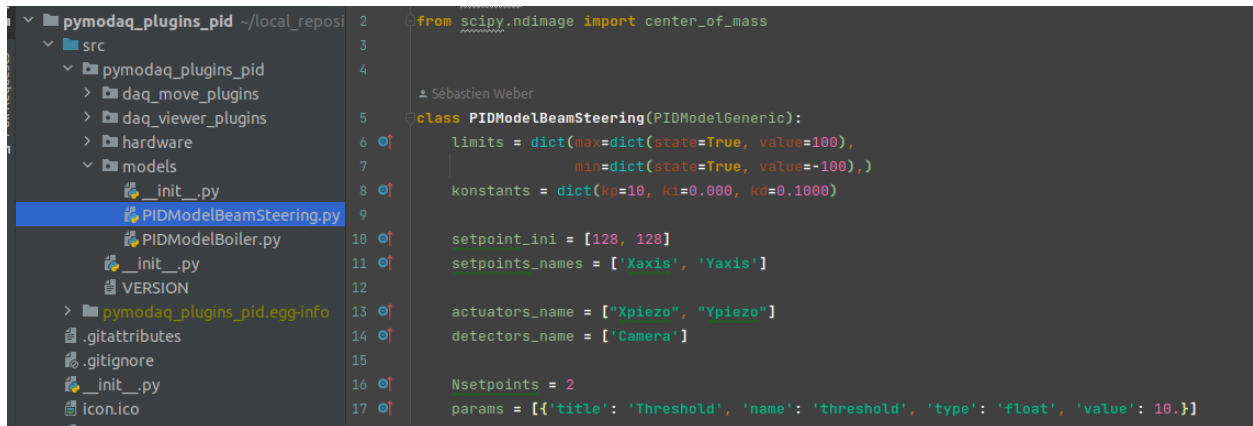 pymodaq_plugins_pid ~/local_reposi
src
pymodaq_plugins_pid
daq_move_plugins
daq_viewer_plugins
hardware
models
__init__.py
PIDModelBeamSteering.py
PIDModelBoiler.py
__init__.py
VERSION
pymodaq_plugins_pid.egg-info
.gitattributes
.gitignore
__init__.py
icon.ico
2 from scipy.ndimage import center_of_mass
3
4
Sébastien Weber
5 class PIDModelBeamSteering(PIDModelGeneric):
6 limits = dict(max=dict(state=True, value=100),
7 min=dict(state=True, value=-100),)
8 konstants = dict(kp=10, ki=0.000, kd=0.1000)
9
10 setpoint_ini = [128, 128]
11 setpoints_names = ['Xaxis', 'Yaxis']
12
13 actuators_name = ["Xpiezo", "Ypiezo"]
14 detectors_name = ['Camera']
15
16 Nsetpoints = 2
17 params = [{'title': 'Threshold', 'name': 'threshold', 'type': 'float', 'value': 10.}]